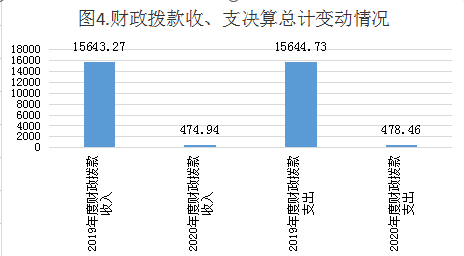 图4.财政拨款收、支决算总计变动情况
18000
16000
14000
12000
10000
8000
6000
4000
2000
0
15643.27
474.94
15644.73
478.46
2019年度财政拨款
收入
2020年度财政拨款
收入
2019年度财政拨款
支出
2020年度财政拨款
支出